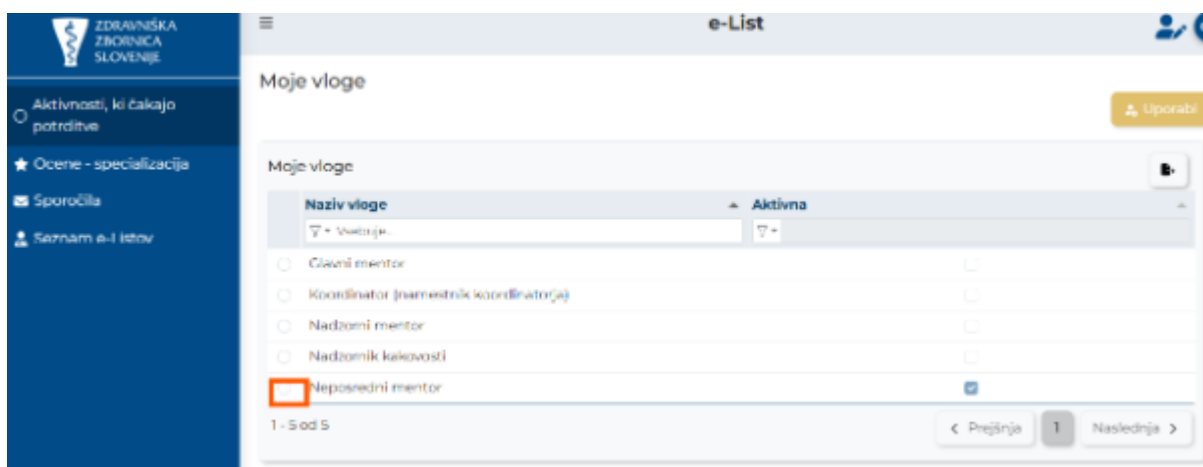 ZDRAVNIŠKA
ZBORNICA
SLOVENIJE
e-List
Aktivnosti, ki čakajo
potrditve
Ocene - specializacija
Sporočila
Seznam e-Listov
Moje vloge
Uporabi
Moje vloge
Naziv vloge Aktivna
Vsebuje...
Glavni mentor
Koordinator (namestnik koordinatorja)
Nadzorni mentor
Nadzornik kakovosti
Neposredni mentor
1 - 5 od 5
Prejšnja 1 Naslednja